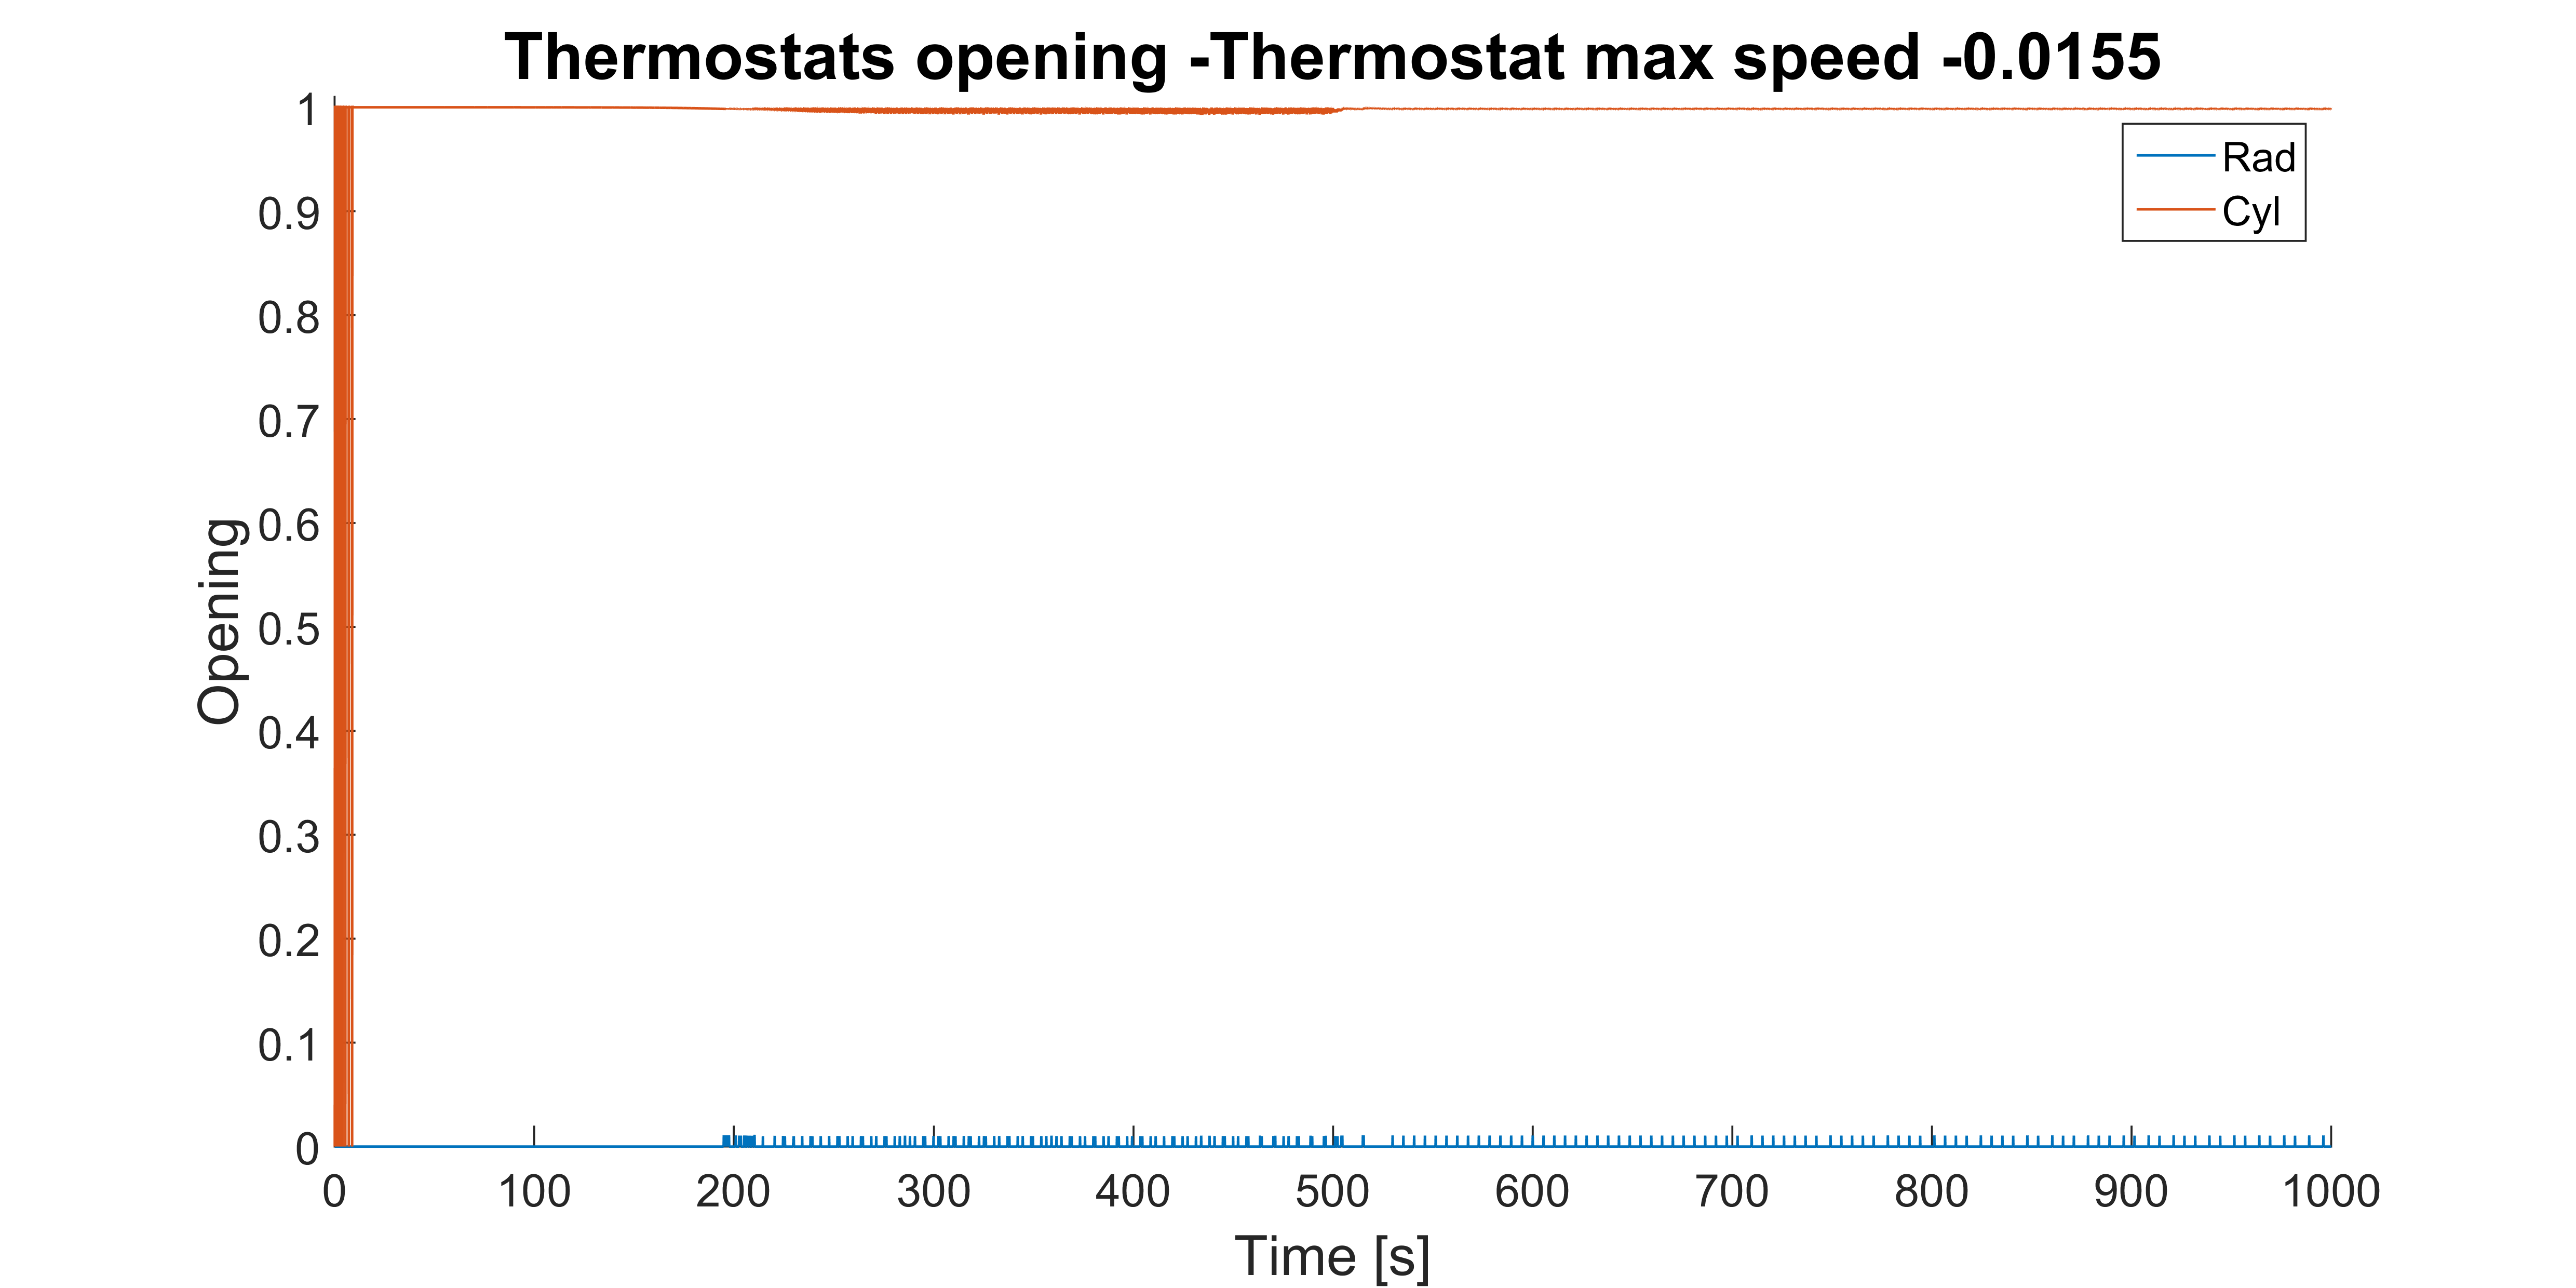 Thermostats opening -Thermostat max speed -0.0155
1
0.9
0.8
0.7
0.6
0.5
0.4
0.3
0.2
0.1
0
Opening
Rad
Cyl
0 100 200 300 400 500 600 700 800 900 1000
Time [s]